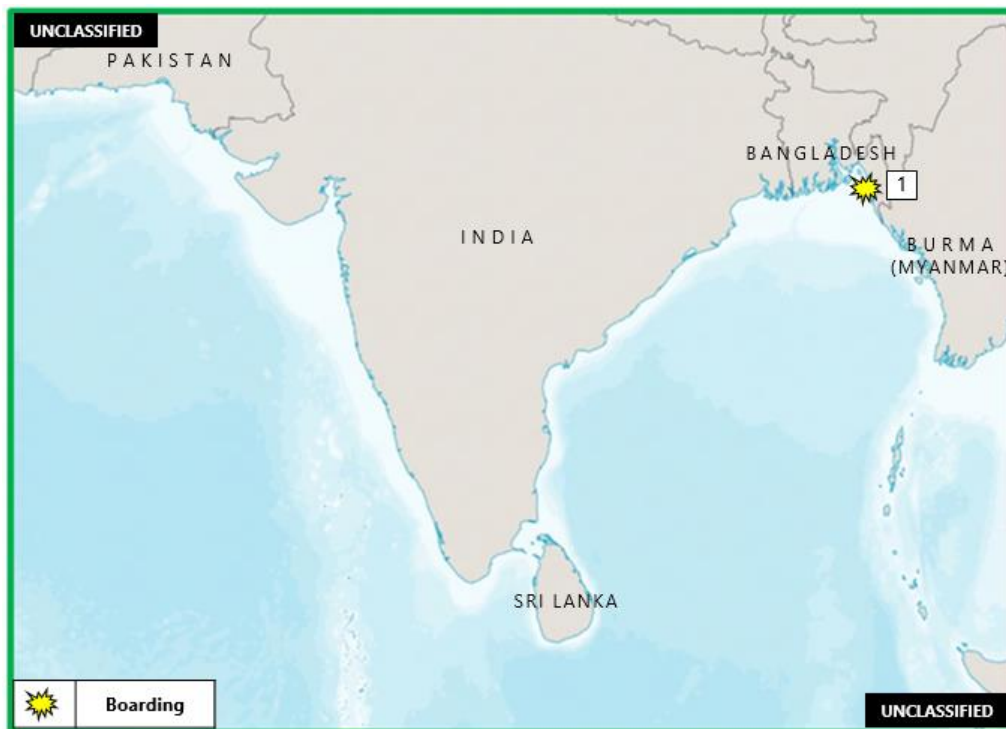 UNCLASSIFIED
PAKISTAN
BANGLADESH
1
INDIA
BURMA
(MYANMAR)
SRI LANKA
Boarding
UNCLASSIFIED